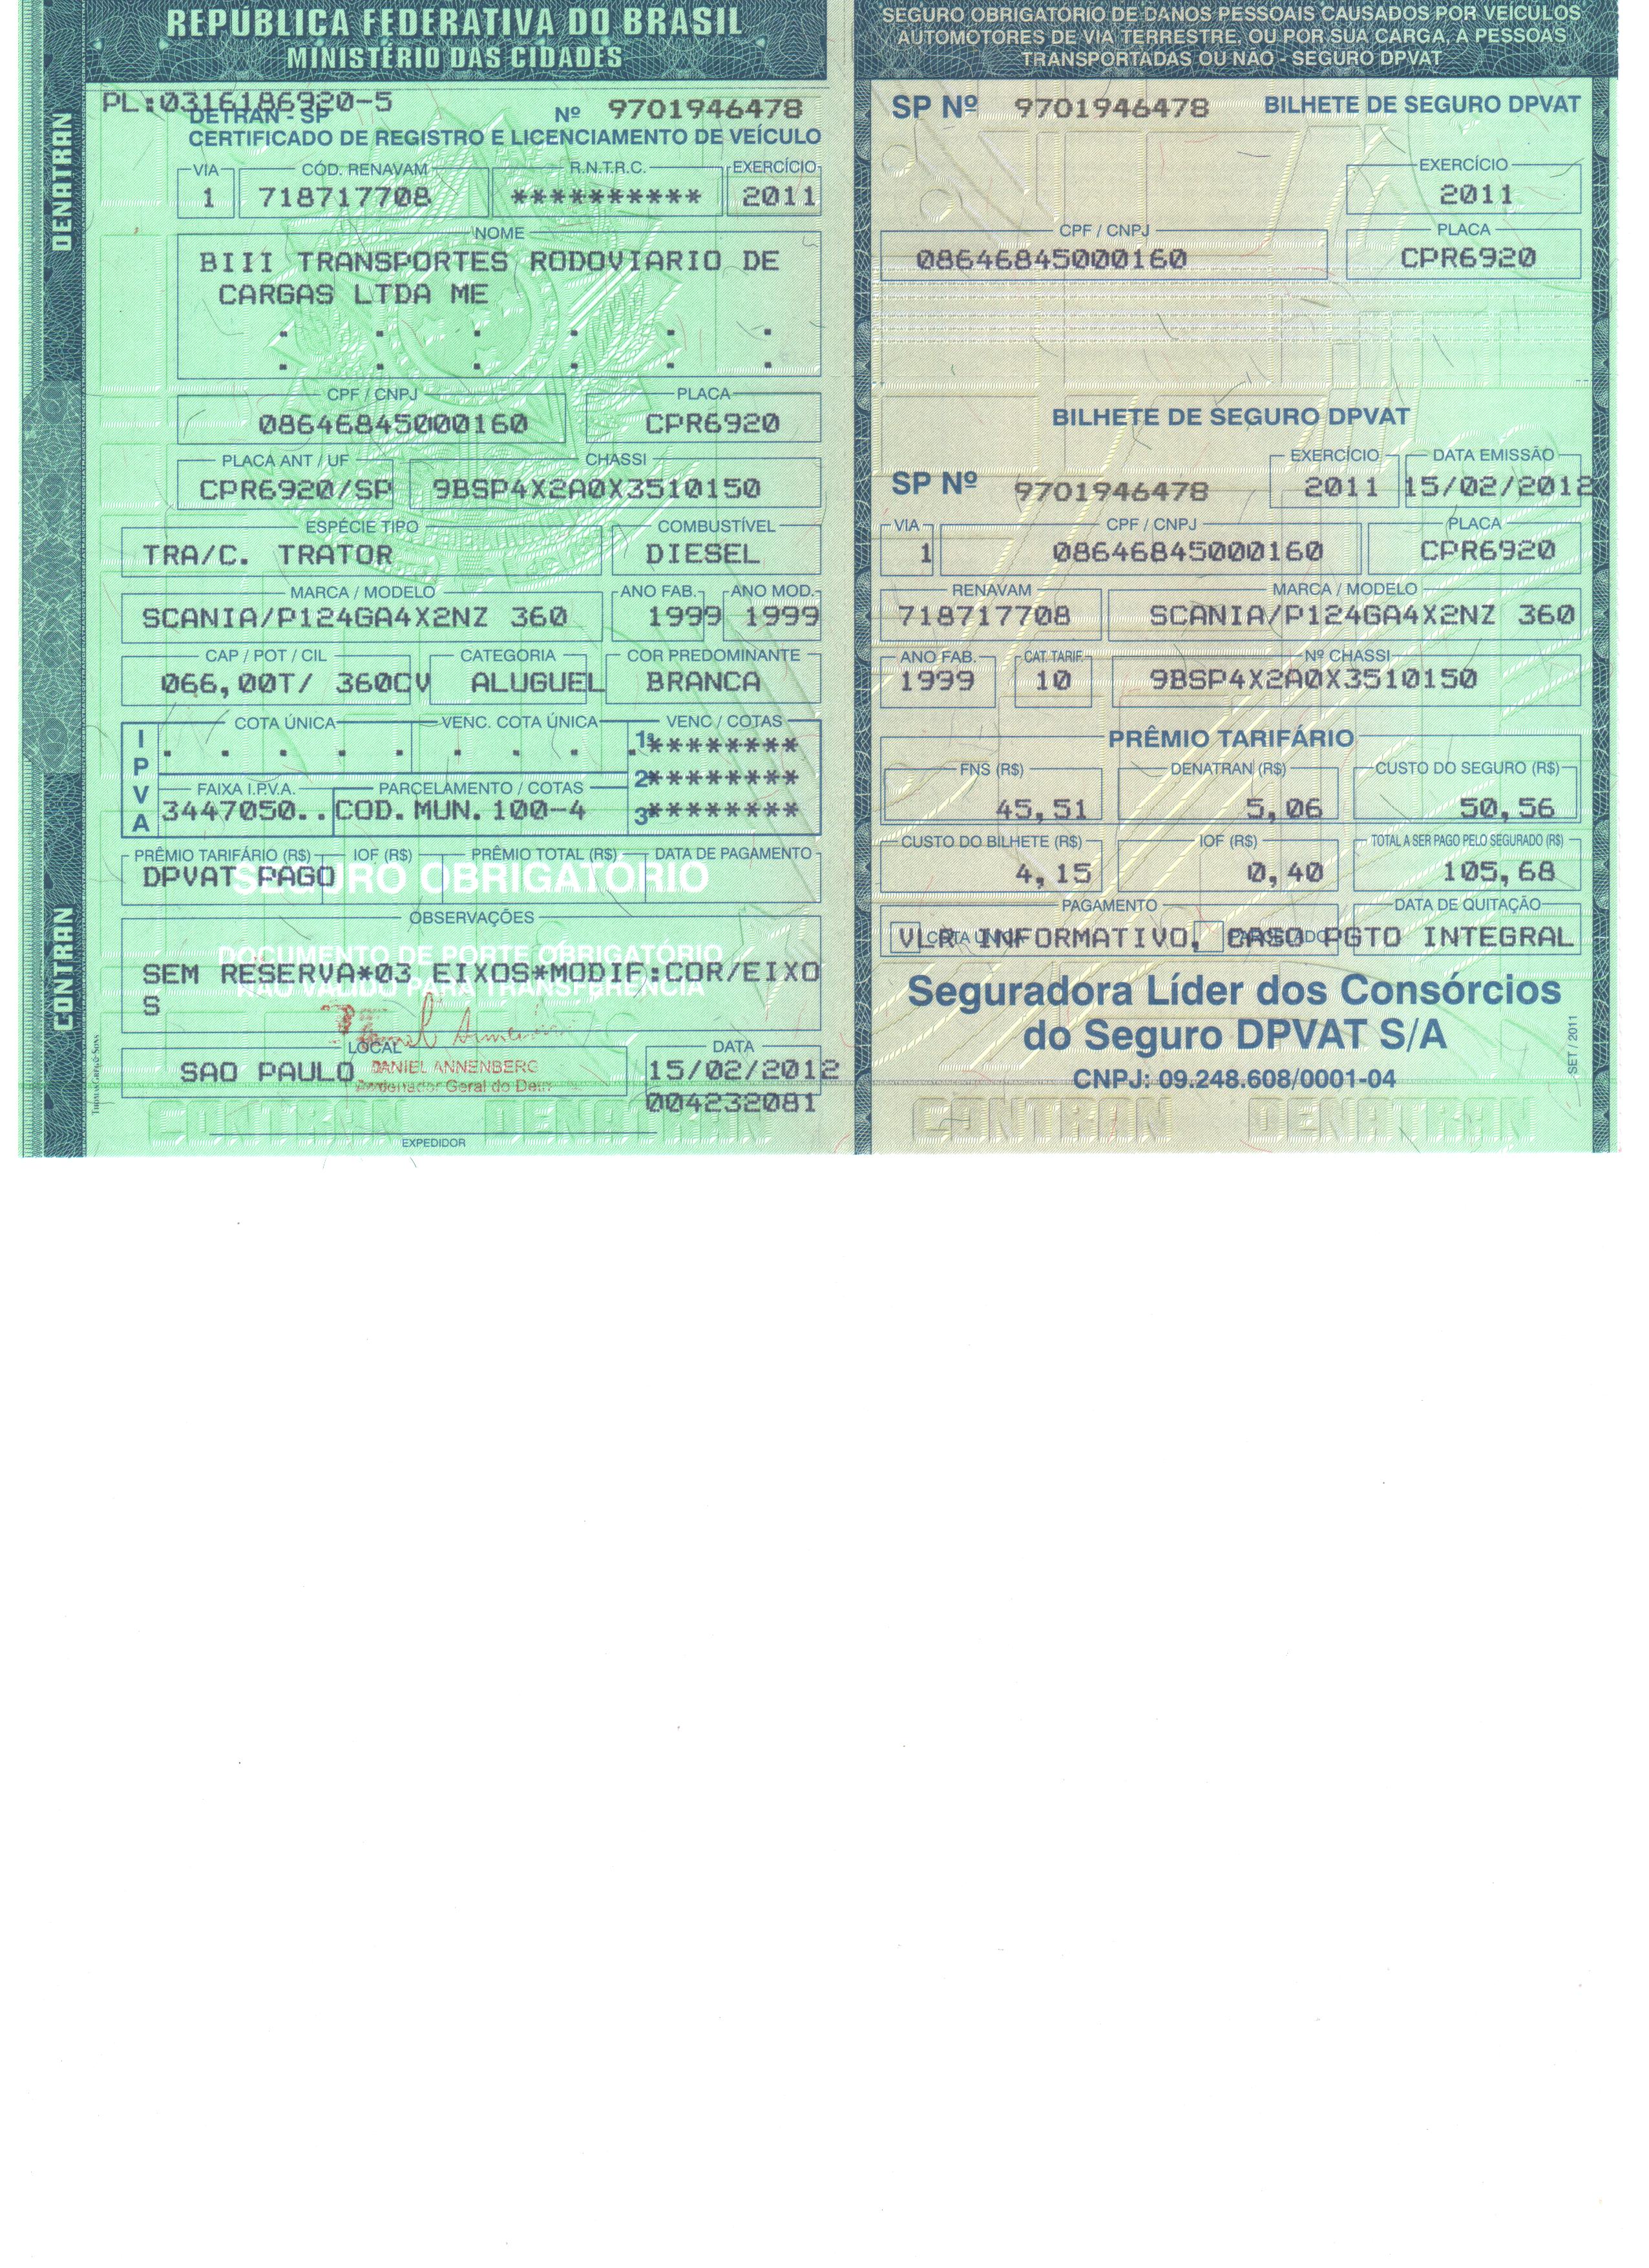 REPÚBLICA FEDERATIVA DO BRASIL
MINISTÉRIO DAS CIDADES
DENATRAN
CONTRAN
PL:0316186920-5
DETRAN - SP
Nº 9701946478
CERTIFICADO DE REGISTRO E LICENCIAMENTO DE VEÍCULO
VIA CÓD. RENAVAM R.N.T.R.C. EXERCÍCIO
1 718717708 ********** 2011
NOME
BIII TRANSPORTES RODOVIARIO DE
CARGAS LTDA ME
CPF / CNPJ PLACA
08646845000160 CPR6920
PLACA ANT / UF CHASSI
CPR6920/SP 9BSP4X2A0X3510150
ESPÉCIE TIPO COMBUSTÍVEL
TRA/C. TRATOR DIESEL
MARCA / MODELO ANO FAB. ANO MOD.
SCANIA/P124GA4X2NZ 360 1999 1999
CAP / POT / CIL CATEGORIA COR PREDOMINANTE
066,00T/ 360CV ALUGUEL BRANCA
IPVA
COTA ÚNICA VENC. COTA ÚNICA VENC / COTAS
1ª ********
2ª ********
FAIXA I.P.V.A. PARCELAMENTO / COTAS
3447050.. COD. MUN. 100-4 3ª ********
PRÊMIO TARIFÁRIO (R$) IOF (R$) PRÊMIO TOTAL (R$) DATA DE PAGAMENTO
DPVAT PAGO
SEGURO OBRIGATÓRIO
OBSERVAÇÕES
DOCUMENTO DE PORTE OBRIGATÓRIO
SEM RESERVA*03 EIXOS*MODIF:COR/EIXO
NÃO VÁLIDO PARA TRANSFERÊNCIA
S
LOCAL DATA
SAO PAULO 15/02/2012
DANIEL ANNENBERG
004232081
CONTRAN DENATRAN
EXPEDIDOR
SEGURO OBRIGATÓRIO DE DANOS PESSOAIS CAUSADOS POR VEÍCULOS
AUTOMOTORES DE VIA TERRESTRE, OU POR SUA CARGA, A PESSOAS
TRANSPORTADAS OU NÃO - SEGURO DPVAT
SP Nº 9701946478 BILHETE DE SEGURO DPVAT
EXERCÍCIO
2011
CPF / CNPJ PLACA
08646845000160 CPR6920
BILHETE DE SEGURO DPVAT
EXERCÍCIO DATA EMISSÃO
SP Nº 9701946478 2011 15/02/2012
VIA CPF / CNPJ PLACA
1 08646845000160 CPR6920
RENAVAM MARCA / MODELO
718717708 SCANIA/P124GA4X2NZ 360
ANO FAB. CAT. TARIF. Nº CHASSI
1999 10 9BSP4X2A0X3510150
PRÊMIO TARIFÁRIO
FNS (R$) DENATRAN (R$) CUSTO DO SEGURO (R$)
45,51 5,06 50,56
CUSTO DO BILHETE (R$) IOF (R$) TOTAL A SER PAGO PELO SEGURADO (R$)
4,15 0,40 105,68
PAGAMENTO DATA DE QUITAÇÃO
COTA ÚNICA PARCELADO
VLR INFORMATIVO, CASO PGTO INTEGRAL
Seguradora Líder dos Consórcios
do Seguro DPVAT S/A
CNPJ: 09.248.608/0001-04
SET / 2011
CONTRAN DENATRAN